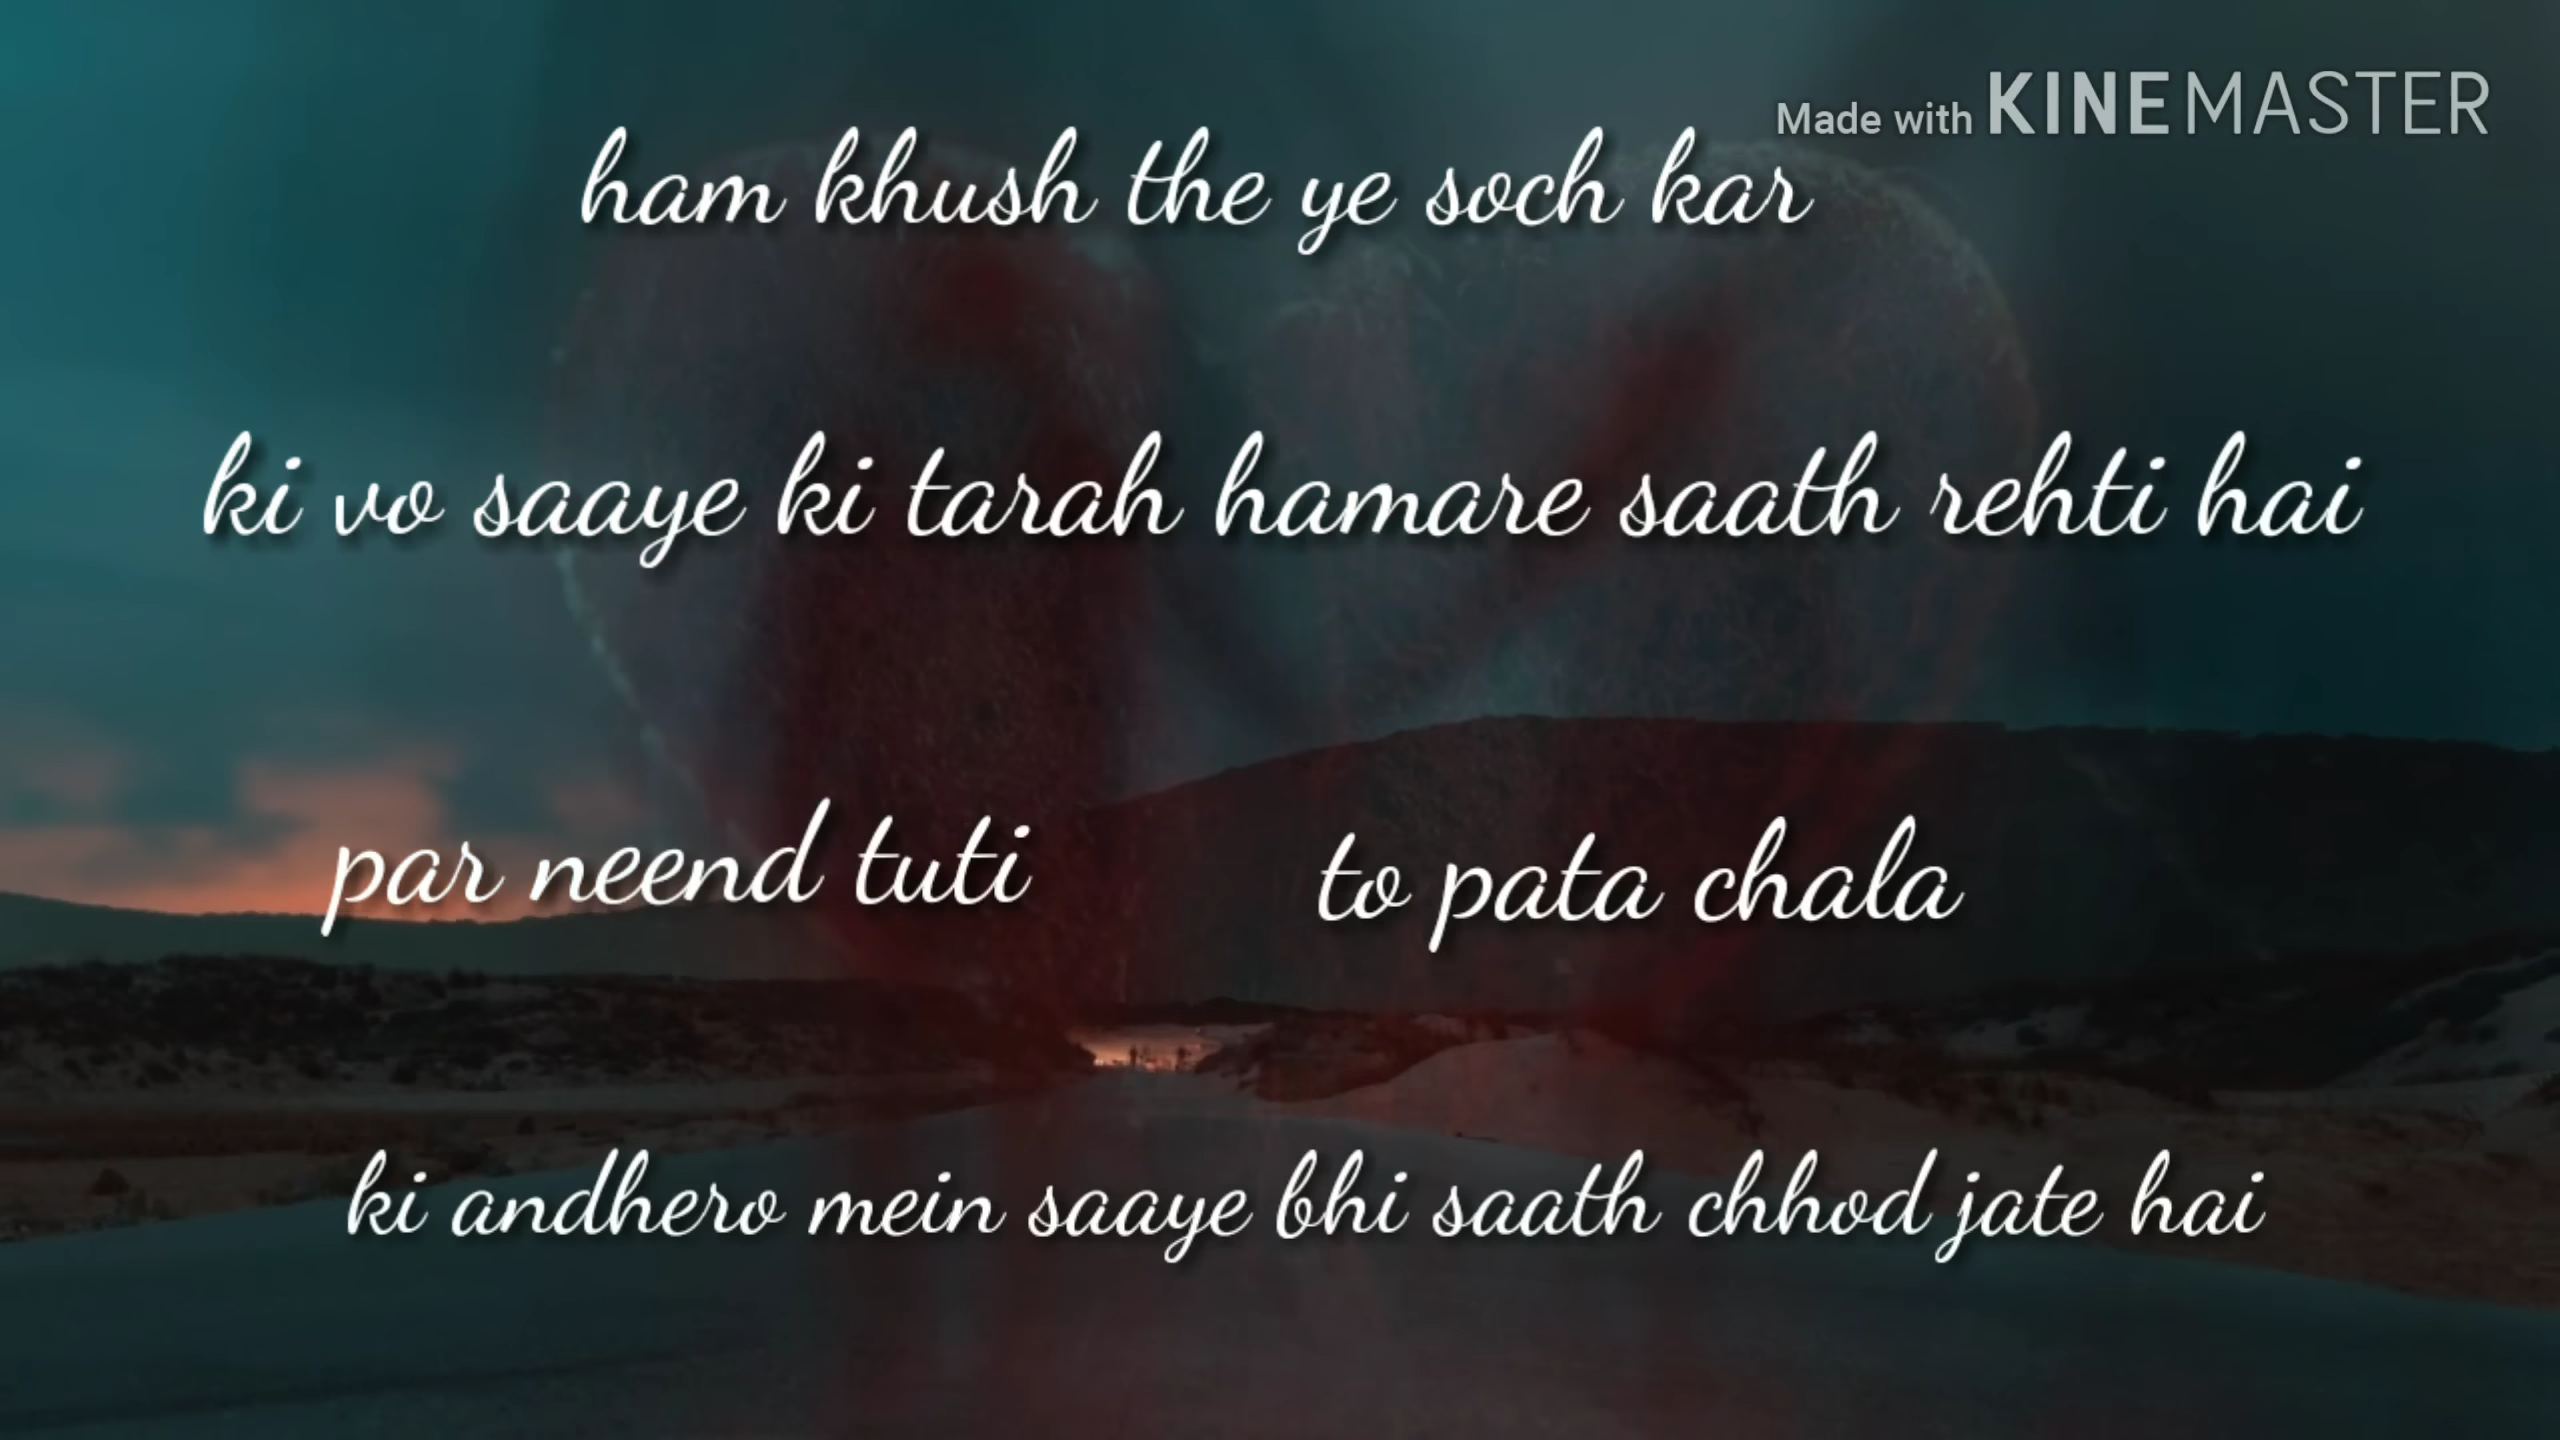 Made with KINEMASTER
ham khush the ye soch kar
ki vo saaye ki tarah hamare saath rehti hai
par neend tuti to pata chala
ki andhero mein saaye bhi saath chhod jate hai